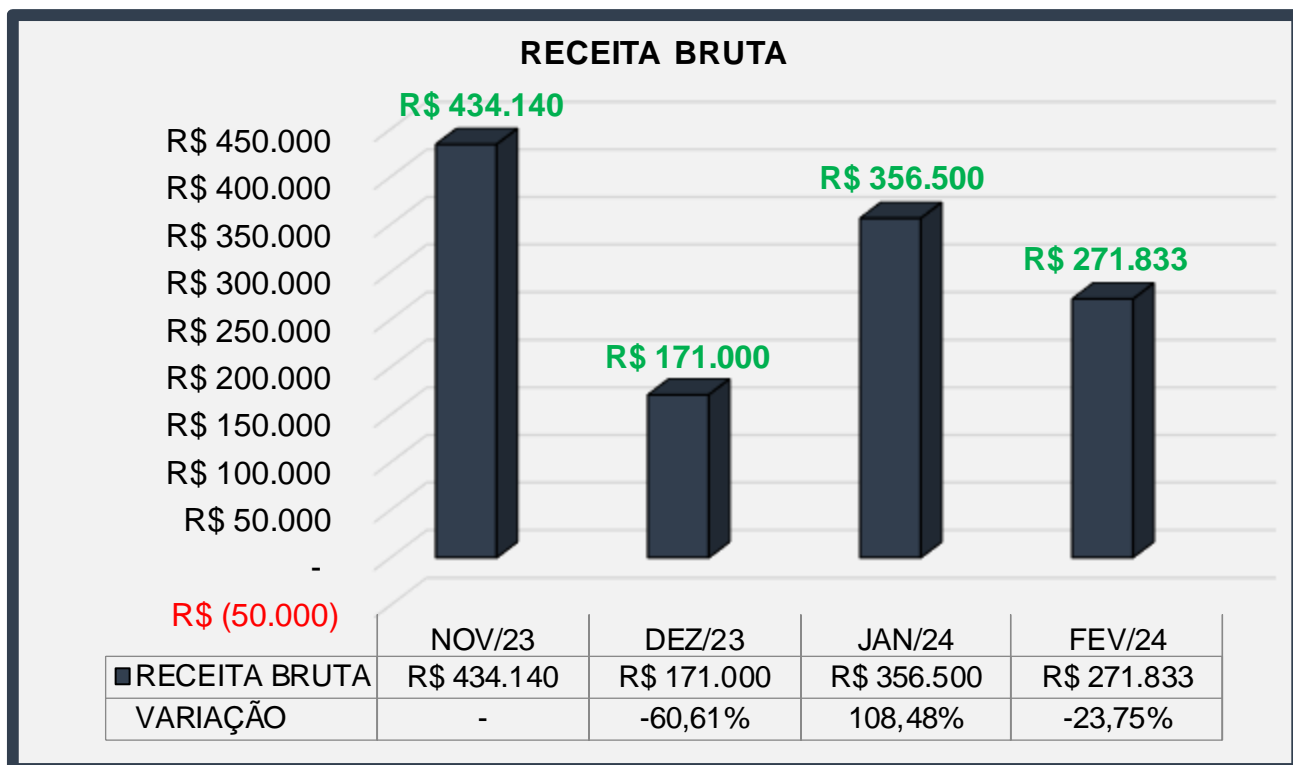 RECEITA BRUTA
R$ 434.140
R$ 450.000
R$ 356.500
R$ 400.000
R$ 350.000
R$ 271.833
R$ 300.000
R$ 250.000
R$ 171.000
R$ 200.000
R$ 150.000
R$ 100.000
R$ 50.000
-
R$ (50.000)
NOV/23 DEZ/23 JAN/24 FEV/24
RECEITA BRUTA R$ 434.140 R$ 171.000 R$ 356.500 R$ 271.833
VARIAÇÃO - -60,61% 108,48% -23,75%